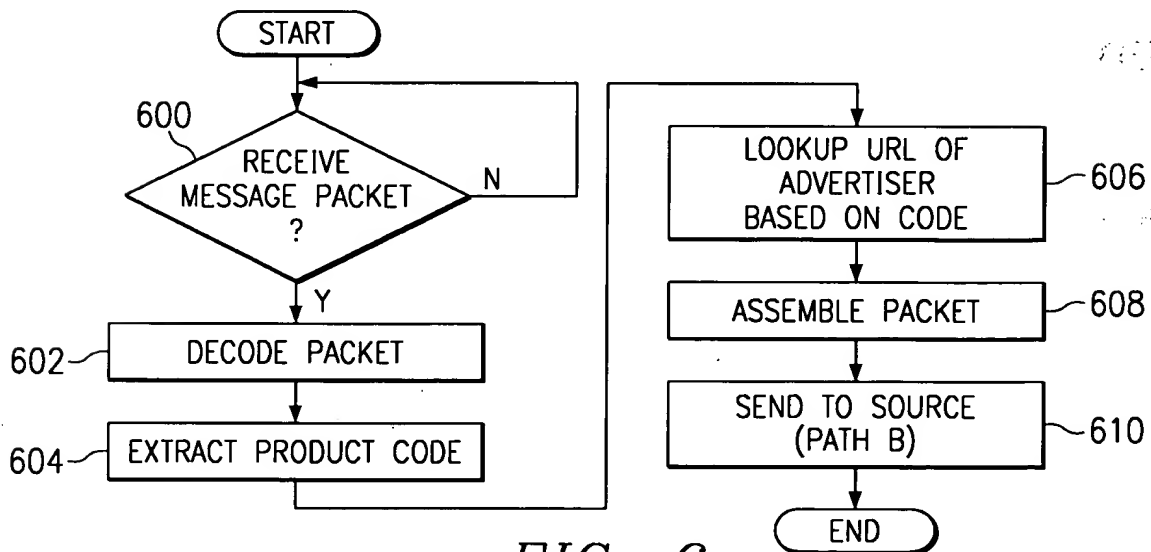 START
600
RECEIVE
MESSAGE PACKET
?
N
Y
602
DECODE PACKET
604
EXTRACT PRODUCT CODE
LOOKUP URL OF
ADVERTISER
BASED ON CODE
606
ASSEMBLE PACKET
608
SEND TO SOURCE
(PATH B)
610
END